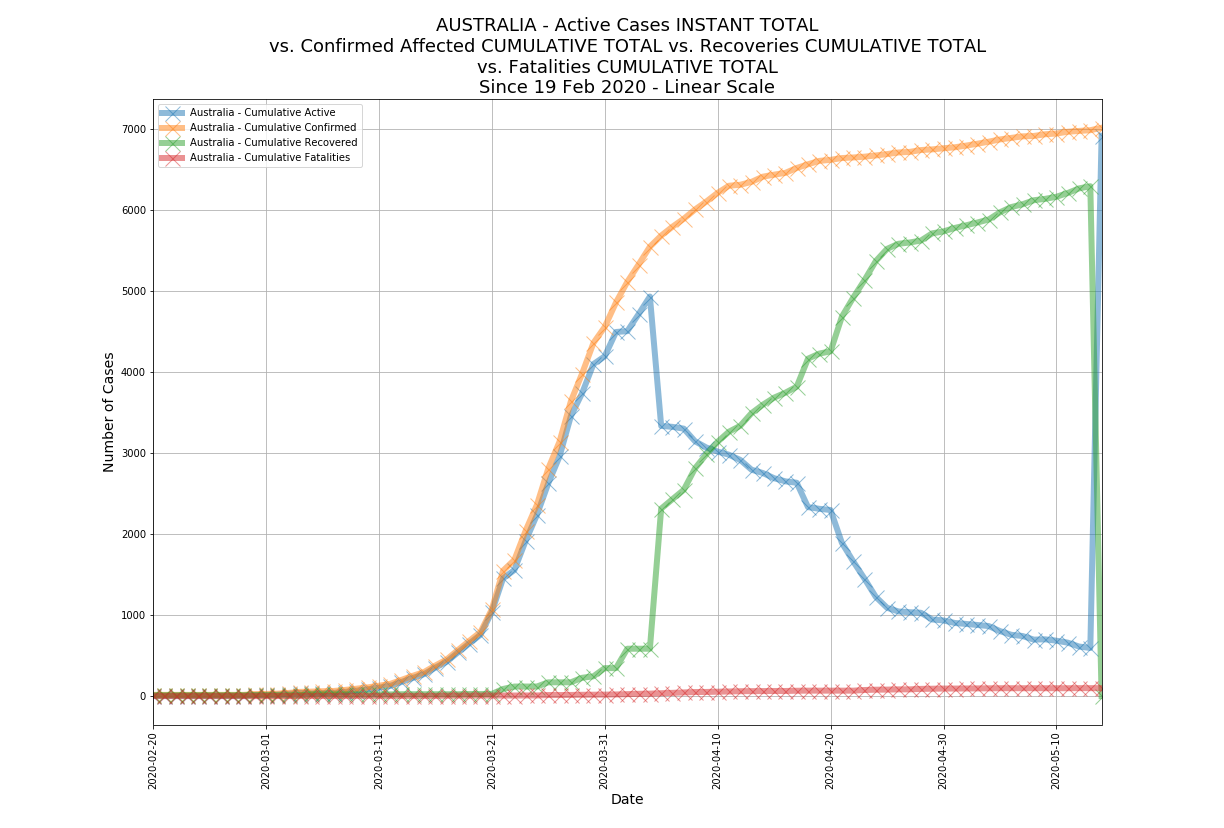 AUSTRALIA - Active Cases INSTANT TOTAL
vs. Confirmed Affected CUMULATIVE TOTAL vs. Recoveries CUMULATIVE TOTAL
vs. Fatalities CUMULATIVE TOTAL
Since 19 Feb 2020 - Linear Scale
Australia - Cumulative Active
Australia - Cumulative Confirmed
Australia - Cumulative Recovered
Australia - Cumulative Fatalities
Number of Cases
7000
6000
5000
4000
3000
2000
1000
0
2020-02-20
2020-03-01
2020-03-11
2020-03-21
2020-03-31
2020-04-10
2020-04-20
2020-04-30
2020-05-10
Date